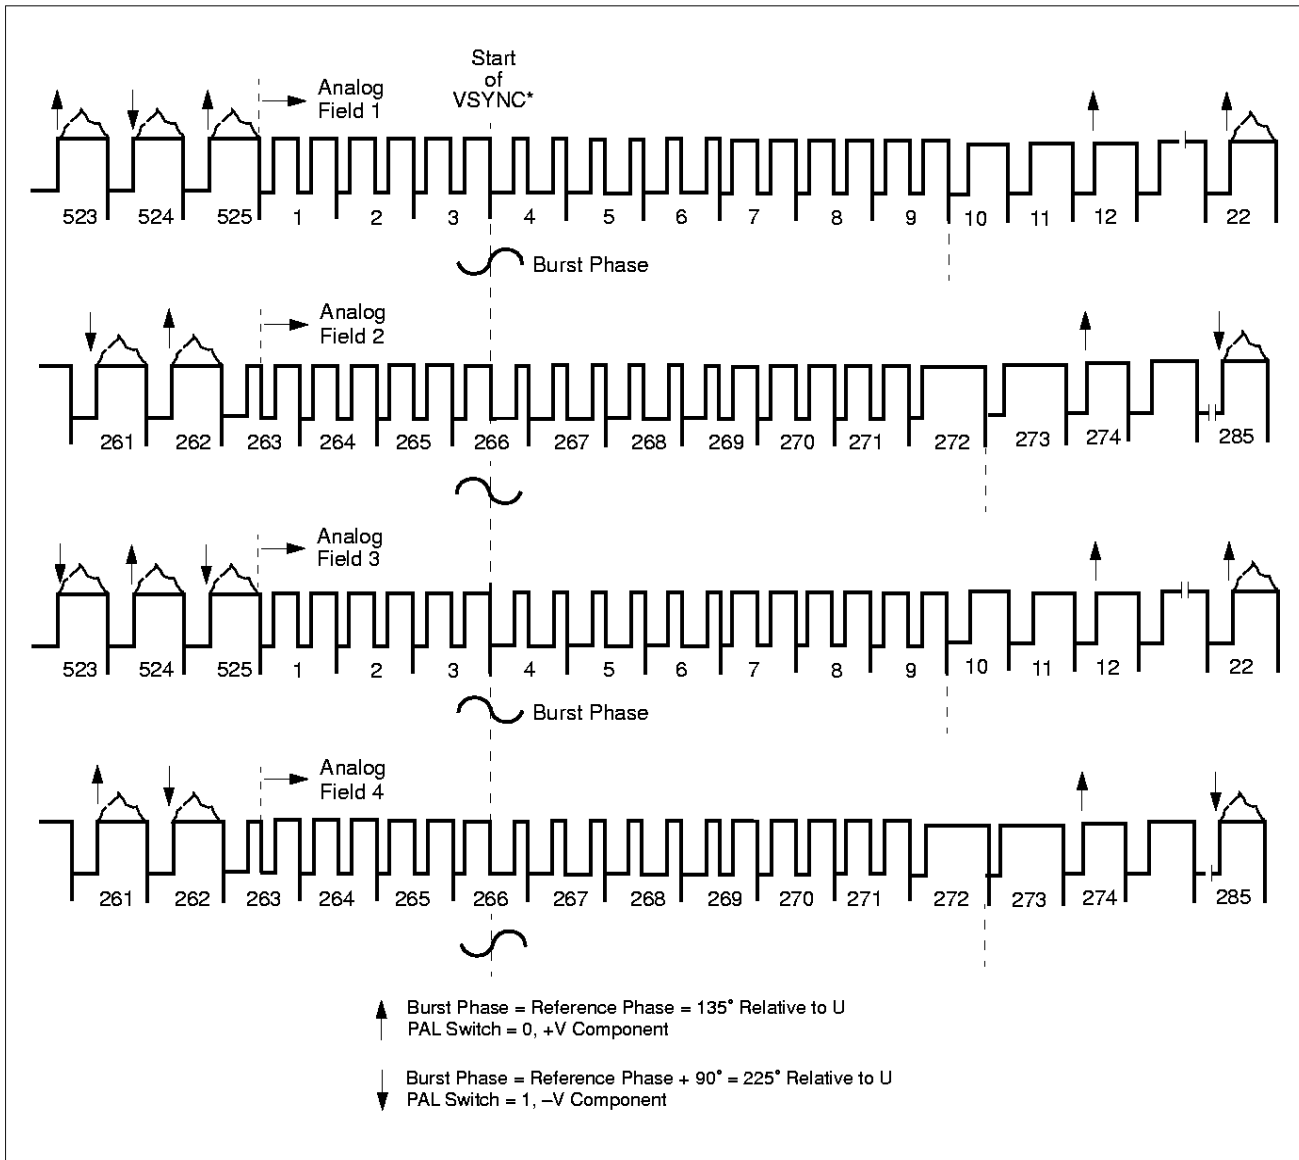 Start
of
VSYNC*
Analog
Field 1
523 524 525 1 2 3 4 5 6 7 8 9 10 11 12 22
Burst Phase
Analog
Field 2
261 262 263 264 265 266 267 268 269 270 271 272 273 274 285
Analog
Field 3
523 524 525 1 2 3 4 5 6 7 8 9 10 11 12 22
Burst Phase
Analog
Field 4
261 262 263 264 265 266 267 268 269 270 271 272 273 274 285
Burst Phase = Reference Phase = 135° Relative to U
PAL Switch = 0, +V Component
Burst Phase = Reference Phase + 90° = 225° Relative to U
PAL Switch = 1, –V Component